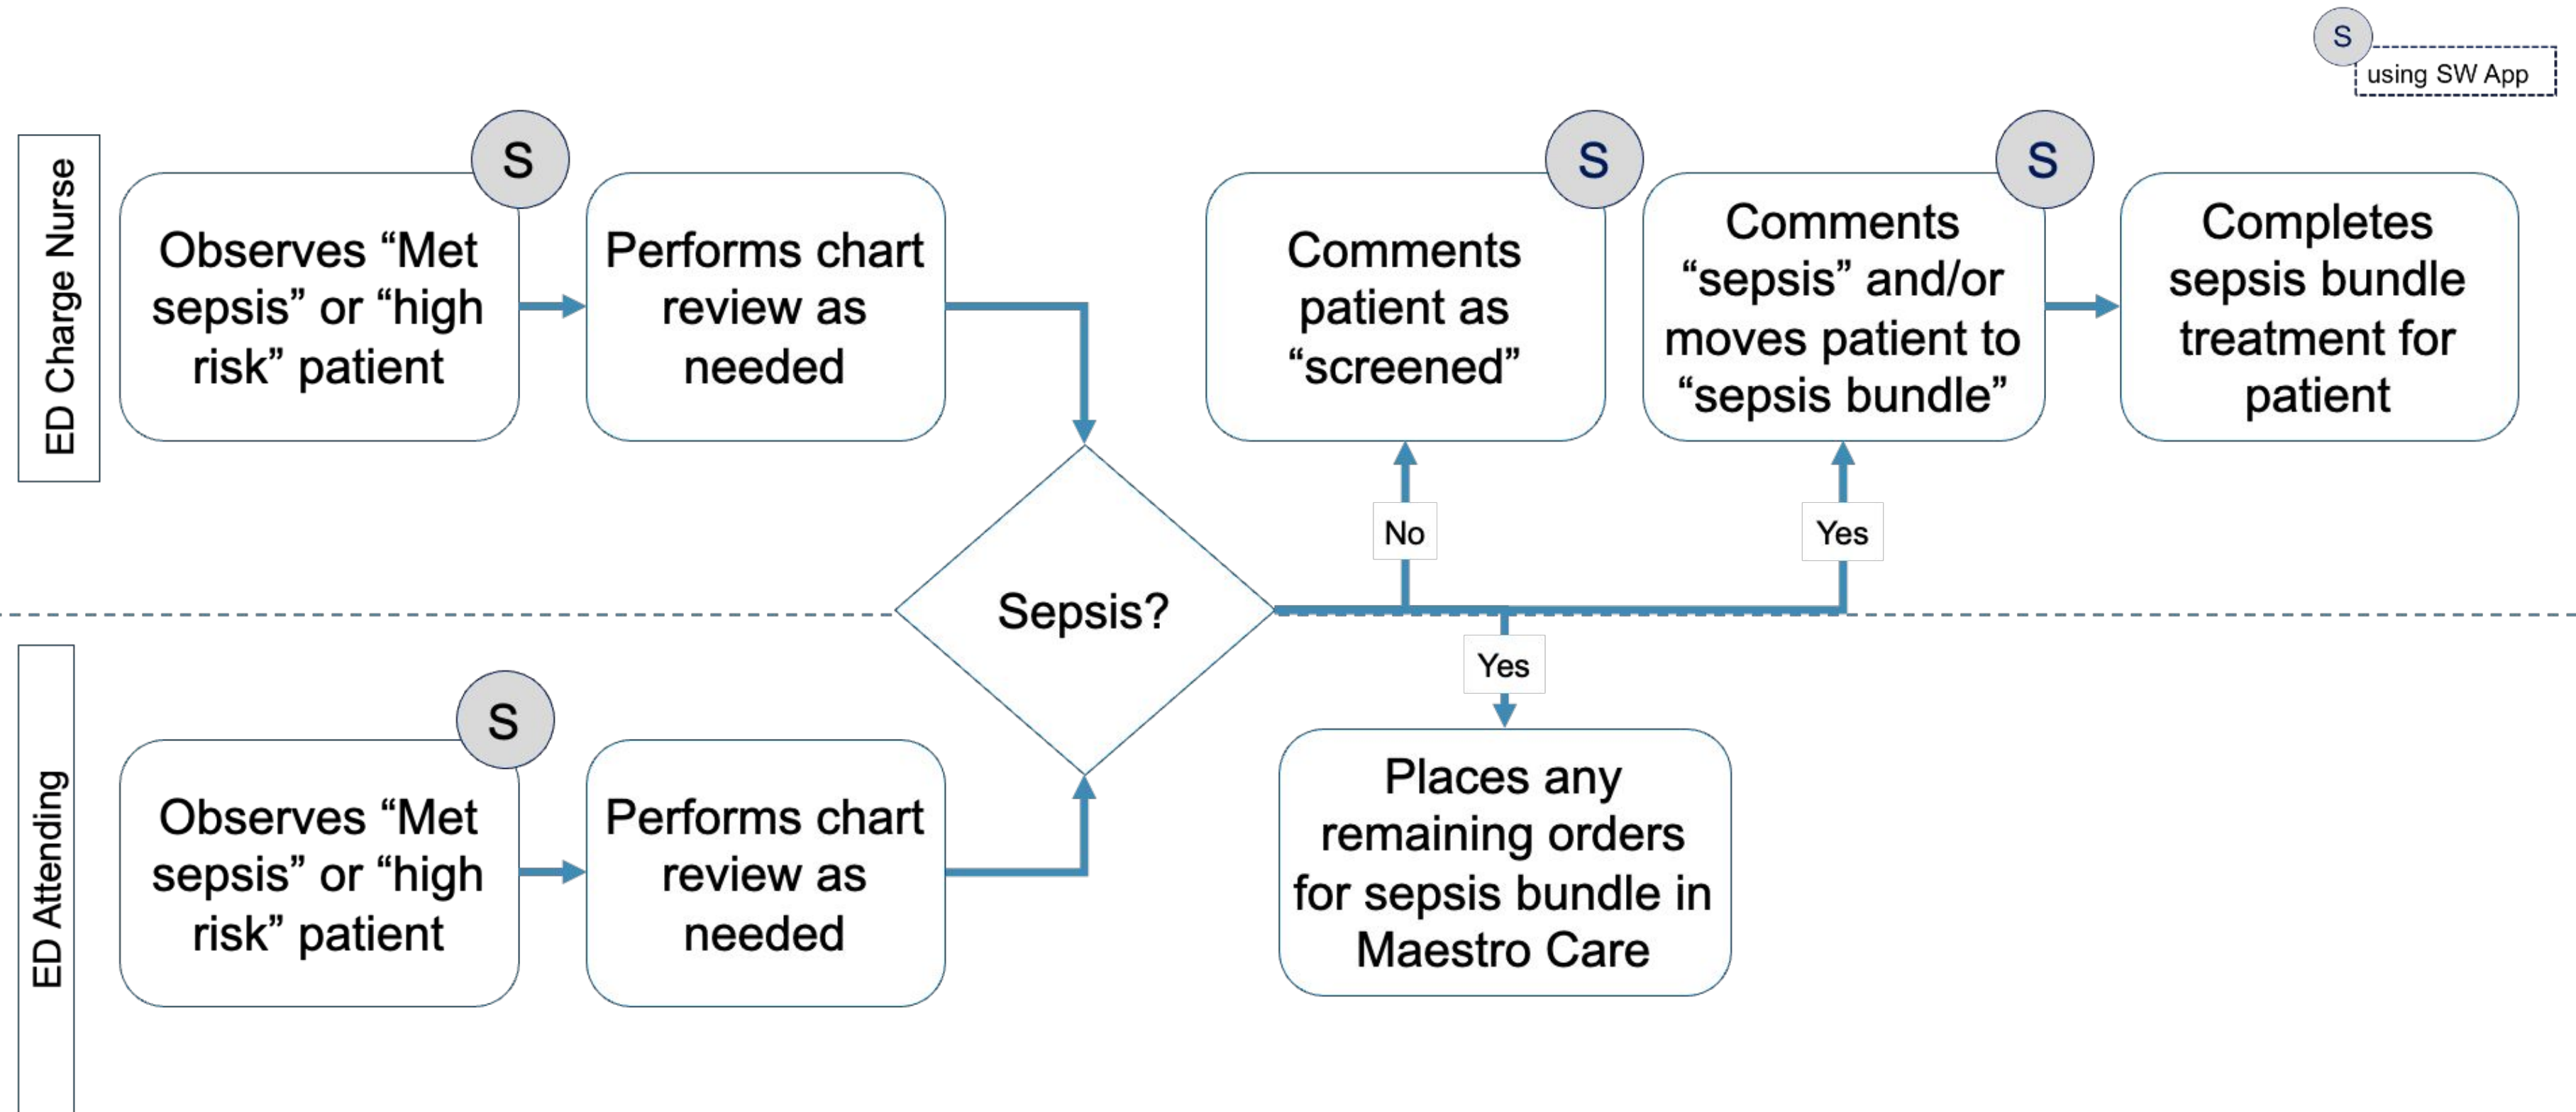 S
using SW App
ED Charge Nurse
S
Observes “Met
sepsis” or “high
risk” patient
Performs chart
review as
needed
S
Comments
patient as
“screened”
S
Comments
“sepsis” and/or
moves patient to
“sepsis bundle”
Completes
sepsis bundle
treatment for
patient
No
Yes
Sepsis?
Yes
ED Attending
S
Observes “Met
sepsis” or “high
risk” patient
Performs chart
review as
needed
Places any
remaining orders
for sepsis bundle in
Maestro Care